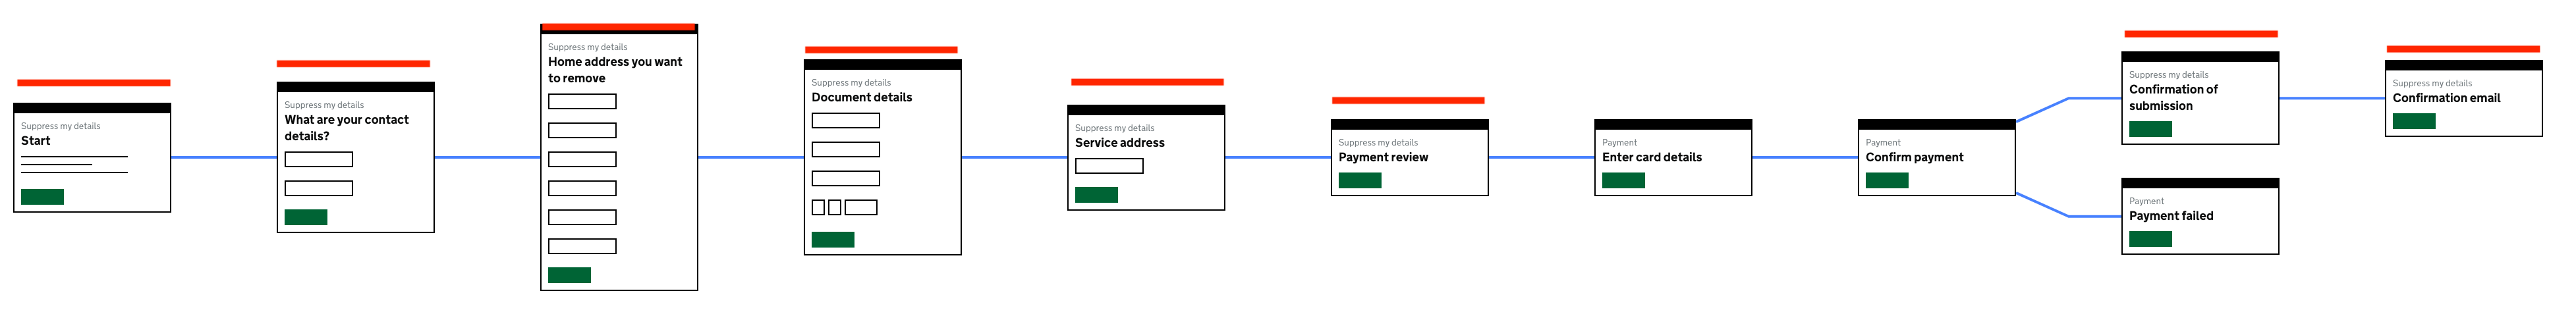 Suppress my details
Start
Suppress my details
What are your contact
details?
Suppress my details
Home address you want
to remove
Suppress my details
Document details
Suppress my details
Service address
Suppress my details
Payment review
Payment
Enter card details
Payment
Confirm payment
Suppress my details
Confirmation of
submission
Payment
Payment failed
Suppress my details
Confirmation email